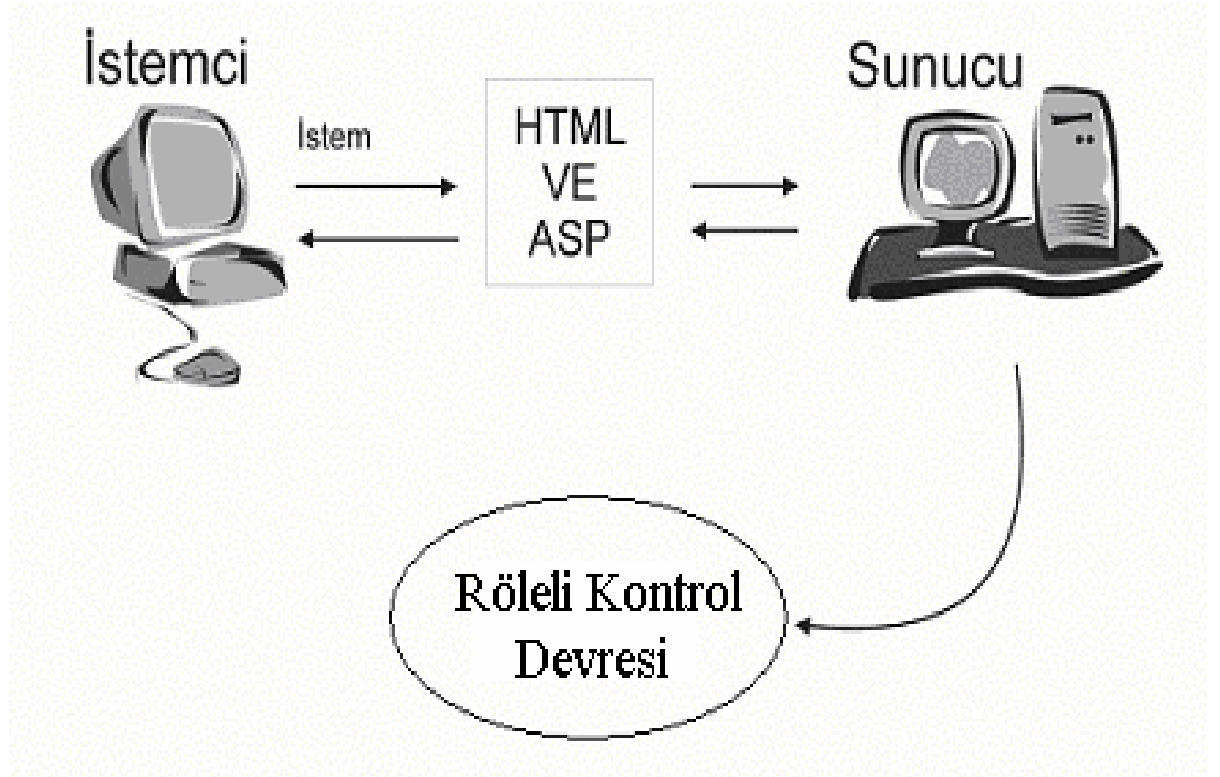 İstemci
Sunucu
İstem
HTML
VE
ASP
Röleli Kontrol
Devresi